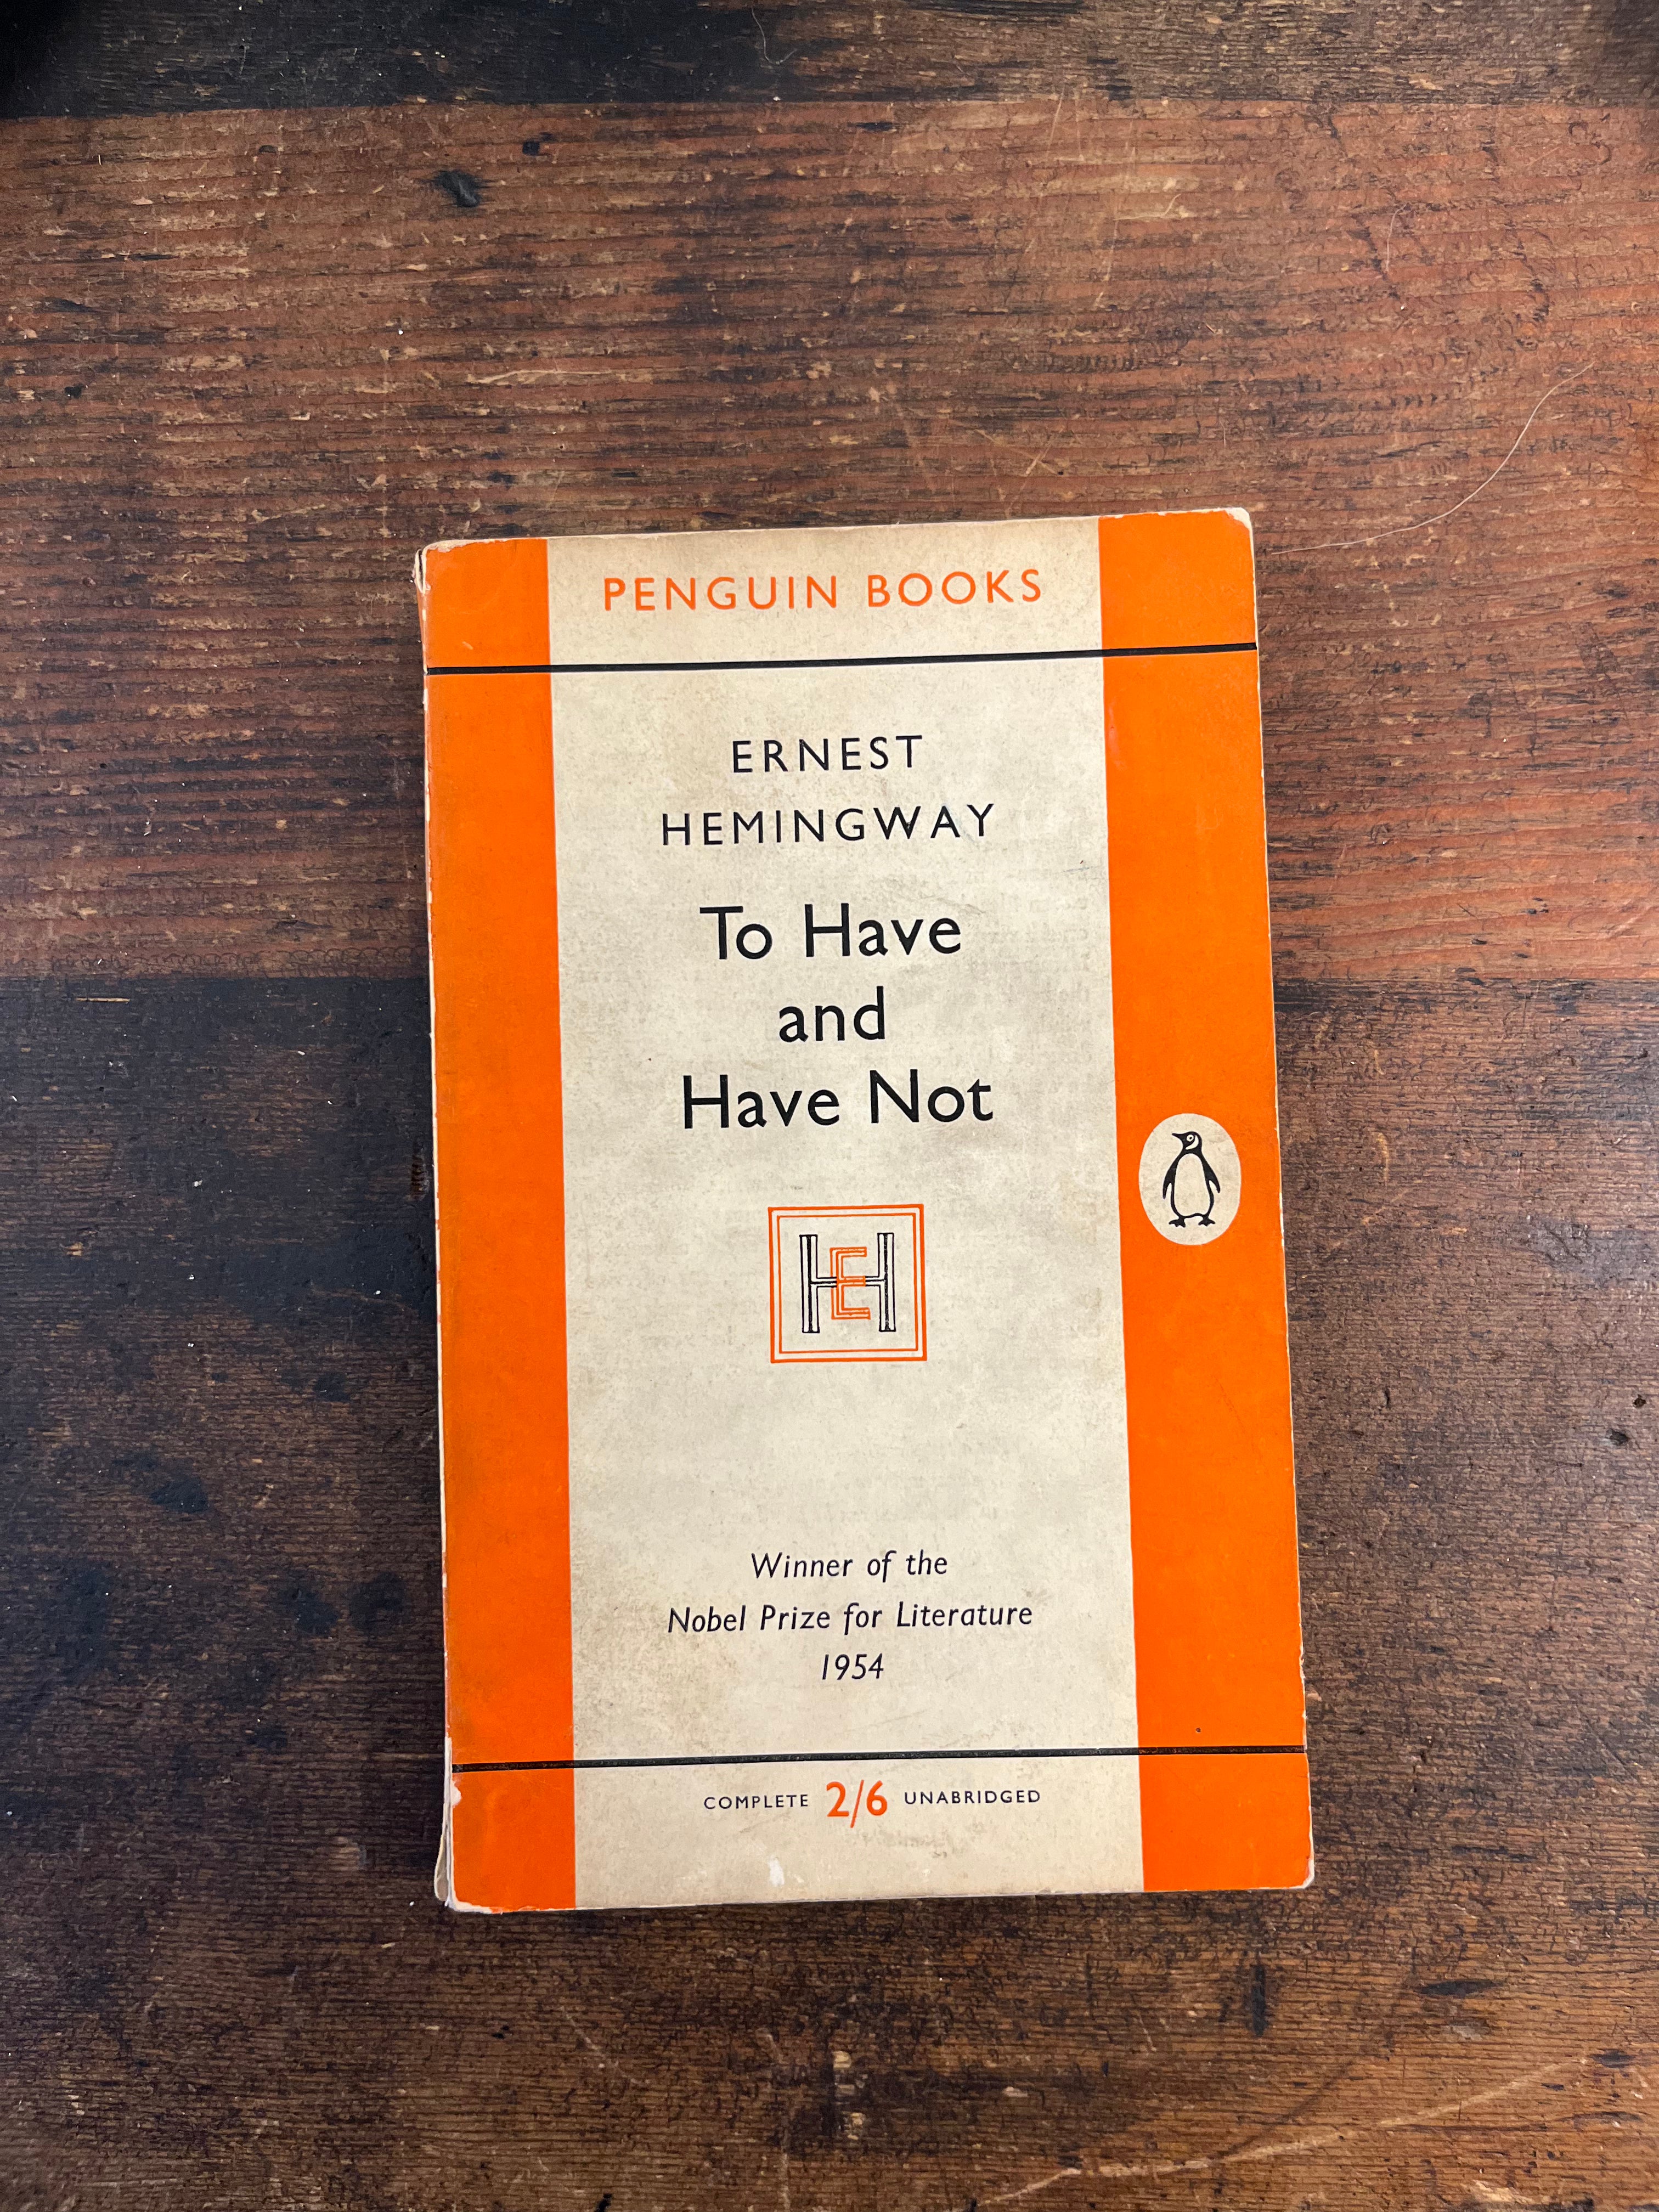 PENGUIN BOOKS
ERNEST
HEMINGWAY
To Have
and
Have Not
HE
Winner of the
Nobel Prize for Literature
1954
COMPLETE 2/6 UNABRIDGED